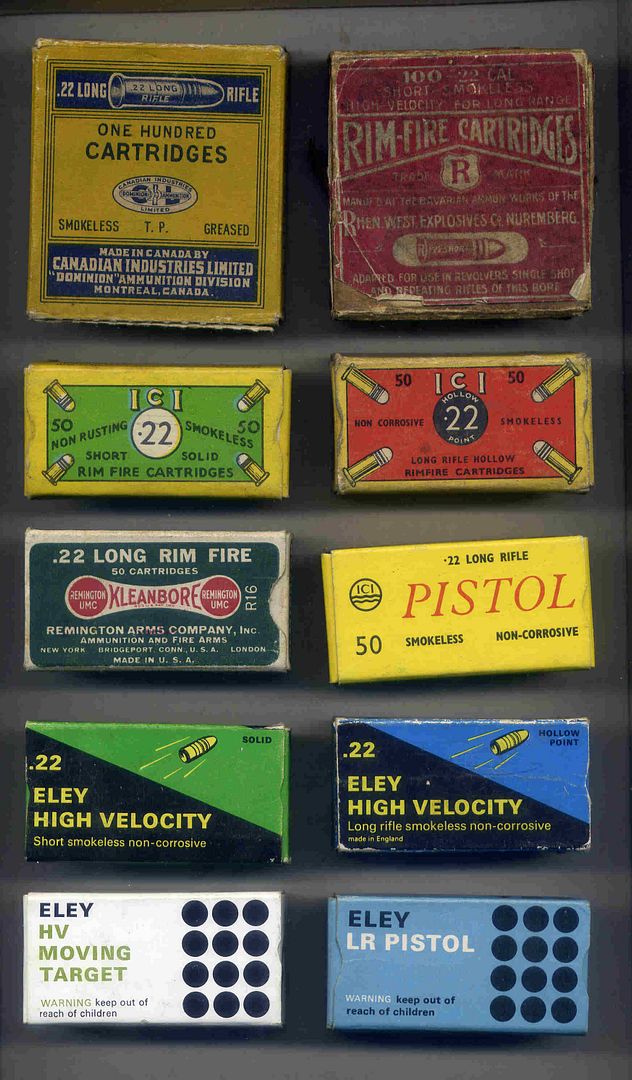 .22 LONG RIFLE
22 LONG RIFLE
ONE HUNDRED
CARTRIDGES
CANADIAN INDUSTRIES
DOMINION AMMUNITION
LIMITED
SMOKELESS T. P. GREASED
MADE IN CANADA BY
CANADIAN INDUSTRIES LIMITED
"DOMINION" AMMUNITION DIVISION
MONTREAL, CANADA.
100 22 CAL
SHORT SMOKELESS
HIGH VELOCITY FOR LONG RANGE
RIM-FIRE CARTRIDGES
TRADE R MARK
MANUFD AT THE BAVARIAN AMMON WORKS OF THE
RHEN. WEST. EXPLOSIVES CO NUREMBERG.
ADAPTED FOR USE IN REVOLVERS SINGLE SHOT
AND REPEATING RIFLES OF THIS BORE
ICI
50 .22 50
NON RUSTING SMOKELESS
SHORT SOLID
RIM FIRE CARTRIDGES
50 ICI 50
HOLLOW
NON CORROSIVE .22 SMOKELESS
POINT
LONG RIFLE HOLLOW
RIMFIRE CARTRIDGES
.22 LONG RIM FIRE
50 CARTRIDGES
REMINGTON UMC KLEANBORE REMINGTON UMC
R16
REMINGTON ARMS COMPANY, Inc.
AMMUNITION AND FIRE ARMS
NEW YORK BRIDGEPORT, CONN., U.S.A. LONDON
MADE IN U.S.A.
.22 LONG RIFLE
ICI PISTOL
50 SMOKELESS NON-CORROSIVE
SOLID
.22
ELEY
HIGH VELOCITY
Short smokeless non-corrosive
HOLLOW
POINT
.22
ELEY
HIGH VELOCITY
Long rifle smokeless non-corrosive
made in England
ELEY
HV
MOVING
TARGET
WARNING keep out of
reach of children
ELEY
LR PISTOL
WARNING keep out of
reach of children